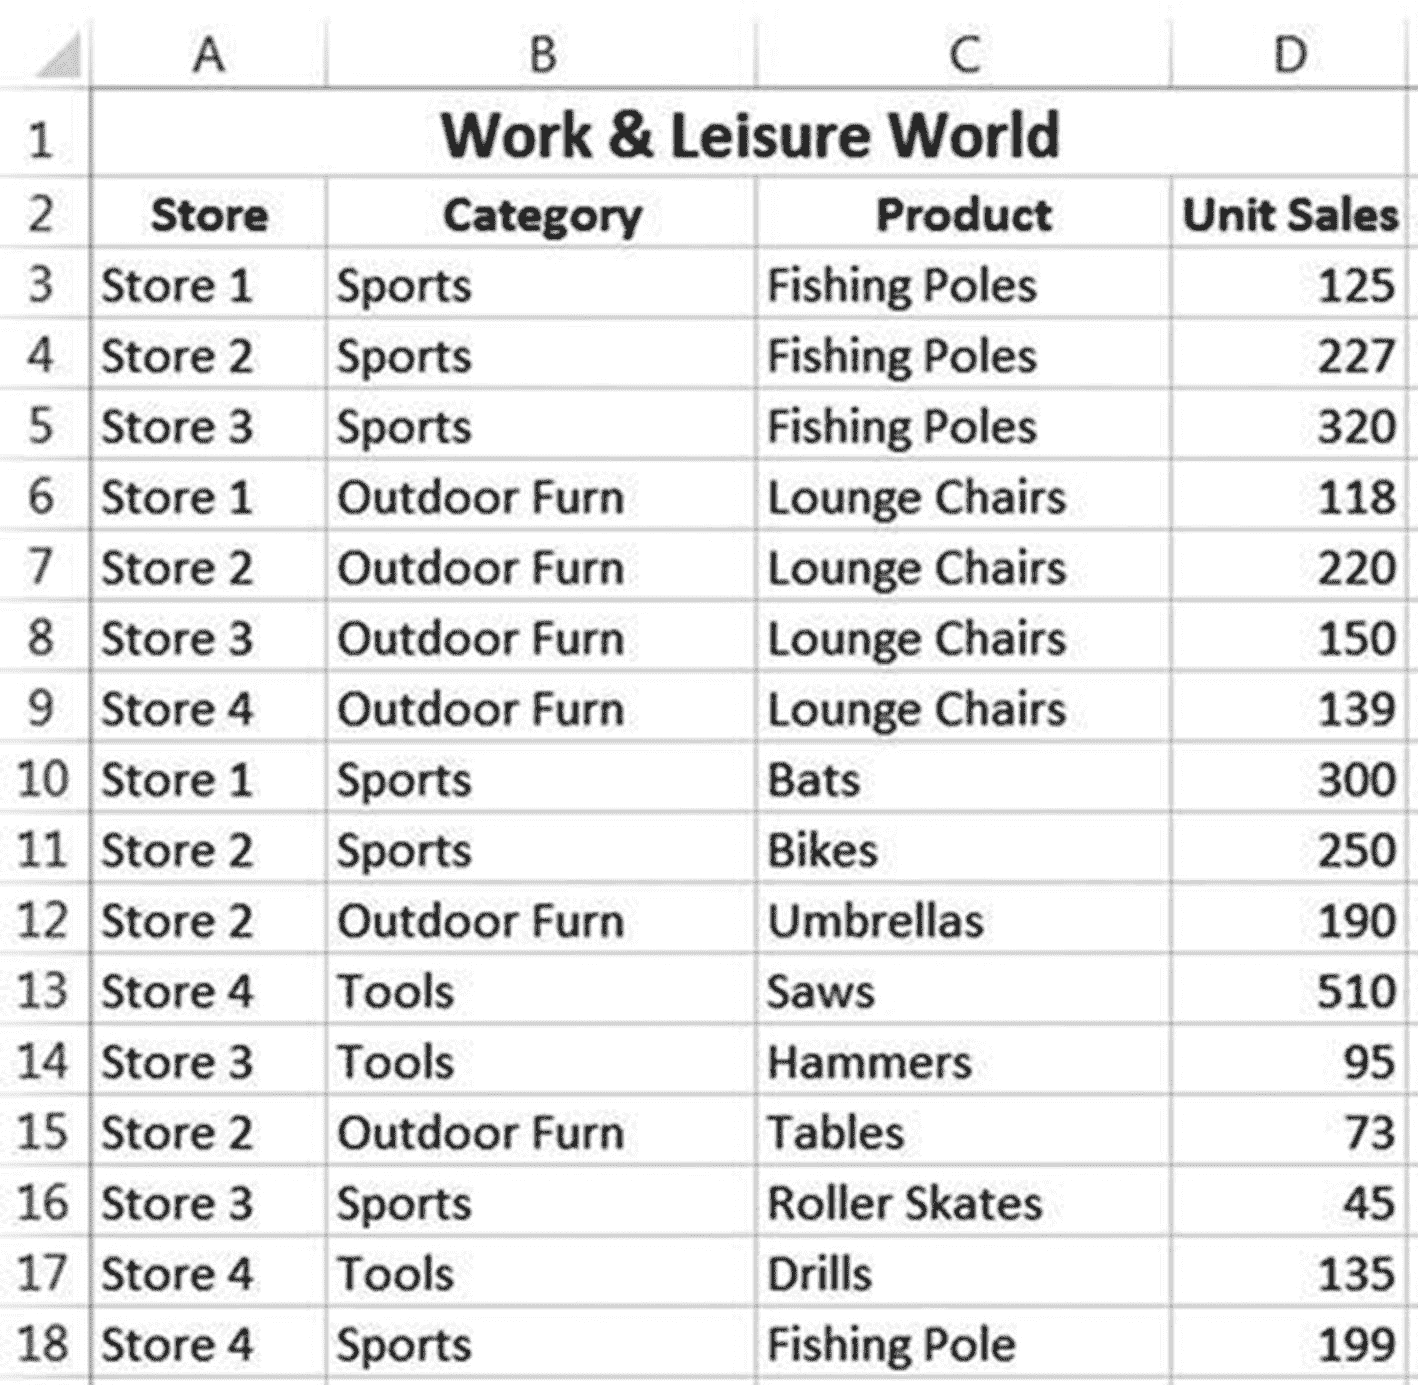 A B C D
1 Work & Leisure World
2 Store Category Product Unit Sales
3 Store 1 Sports Fishing Poles 125
4 Store 2 Sports Fishing Poles 227
5 Store 3 Sports Fishing Poles 320
6 Store 1 Outdoor Furn Lounge Chairs 118
7 Store 2 Outdoor Furn Lounge Chairs 220
8 Store 3 Outdoor Furn Lounge Chairs 150
9 Store 4 Outdoor Furn Lounge Chairs 139
10 Store 1 Sports Bats 300
11 Store 2 Sports Bikes 250
12 Store 2 Outdoor Furn Umbrellas 190
13 Store 4 Tools Saws 510
14 Store 3 Tools Hammers 95
15 Store 2 Outdoor Furn Tables 73
16 Store 3 Sports Roller Skates 45
17 Store 4 Tools Drills 135
18 Store 4 Sports Fishing Pole 199